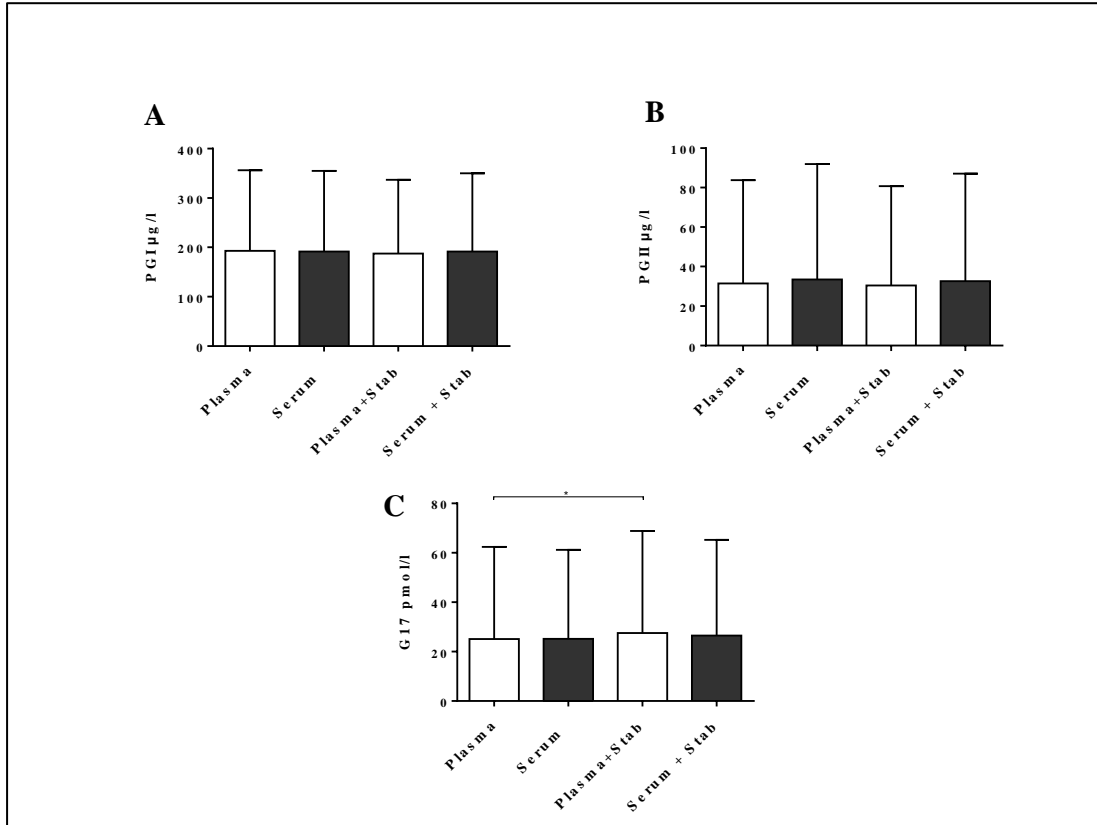 A
PGI µg/l
400
300
200
100
0
Plasma
Serum
Plasma+Stab
Serum + Stab
B
PGII µg/l
100
80
60
40
20
0
Plasma
Serum
Plasma+Stab
Serum + Stab
C
*
G17 pmol/l
80
60
40
20
0
Plasma
Serum
Plasma+Stab
Serum + Stab